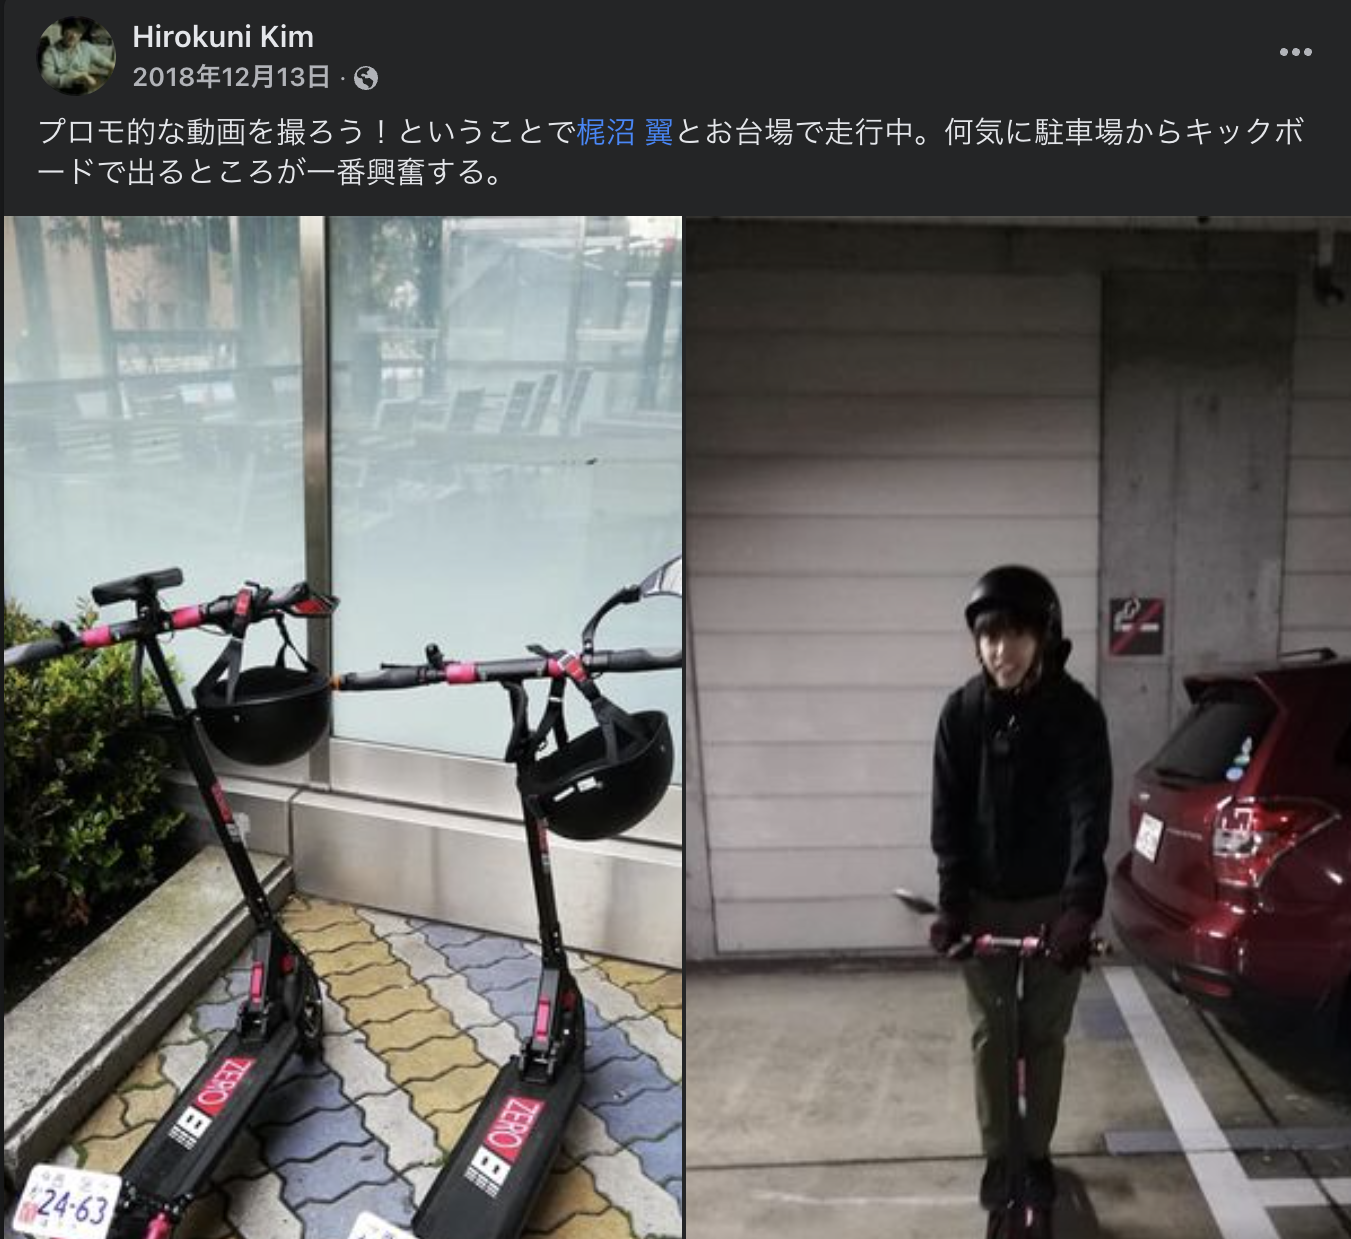 Hirokuni Kim
2018年12月13日 ·
プロモ的な動画を撮ろう！ということで梶沼 翼とお台場で走行中。何気に駐車場からキックボ
ードで出るところが一番興奮する。
ZERO
ZERO
24-63